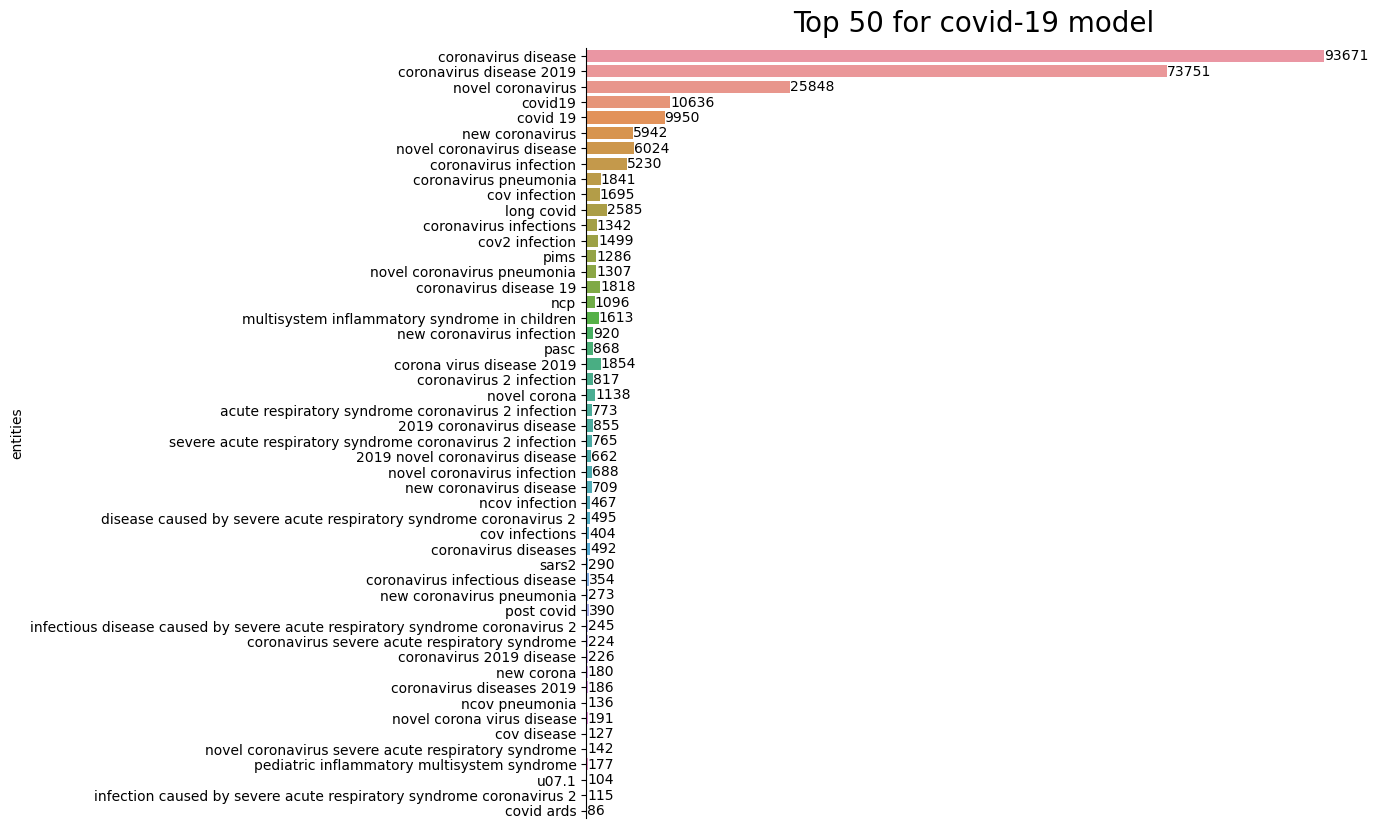 Top 50 for covid-19 model
coronavirus disease 93671
coronavirus disease 2019 73751
novel coronavirus 25848
covid19 10636
covid 19 9950
new coronavirus 5942
novel coronavirus disease 6024
coronavirus infection 5230
coronavirus pneumonia 1841
cov infection 1695
long covid 2585
coronavirus infections 1342
cov2 infection 1499
pims 1286
novel coronavirus pneumonia 1307
coronavirus disease 19 1818
ncp 1096
multisystem inflammatory syndrome in children 1613
new coronavirus infection 920
pasc 868
corona virus disease 2019 1854
coronavirus 2 infection 817
novel corona 1138
acute respiratory syndrome coronavirus 2 infection 773
2019 coronavirus disease 855
entities
severe acute respiratory syndrome coronavirus 2 infection 765
2019 novel coronavirus disease 662
novel coronavirus infection 688
new coronavirus disease 709
ncov infection 467
disease caused by severe acute respiratory syndrome coronavirus 2 495
cov infections 404
coronavirus diseases 492
sars2 290
coronavirus infectious disease 354
new coronavirus pneumonia 273
post covid 390
infectious disease caused by severe acute respiratory syndrome coronavirus 2 245
coronavirus severe acute respiratory syndrome 224
coronavirus 2019 disease 226
new corona 180
coronavirus diseases 2019 186
ncov pneumonia 136
novel corona virus disease 191
cov disease 127
novel coronavirus severe acute respiratory syndrome 142
pediatric inflammatory multisystem syndrome 177
u07.1 104
infection caused by severe acute respiratory syndrome coronavirus 2 115
covid ards 86